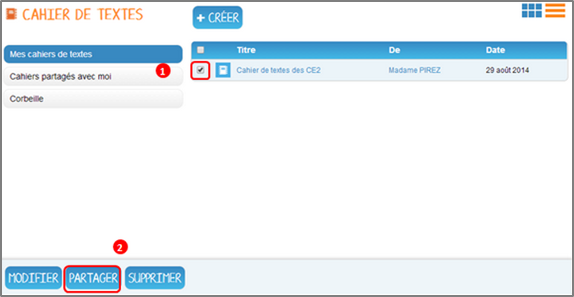 CAHIER DE TEXTES
+ CRÉER
Mes cahiers de textes
Cahiers partagés avec moi
1
Corbeille
Titre De Date
Cahier de textes des CE2 Madame PIREZ 29 août 2014
2
MODIFIER PARTAGER SUPPRIMER